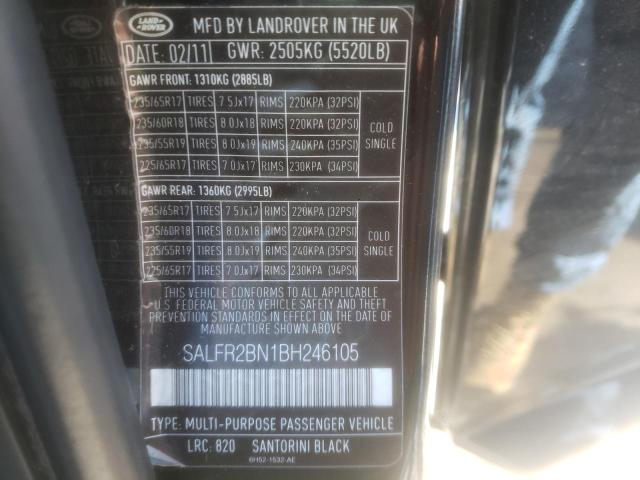 LAND ROVER
MFD BY LANDROVER IN THE UK
DATE: 02/11 GWR: 2505KG (5520LB)
GAWR FRONT: 1310KG (2885LB)
235/65R17 TIRES 7.5Jx17 RIMS 220KPA (32PSI)
235/60R18 TIRES 8.0Jx18 RIMS 220KPA (32PSI)
235/55R19 TIRES 8.0Jx19 RIMS 240KPA (35PSI)
225/65R17 TIRES 7.0Jx17 RIMS 230KPA (34PSI)
COLD SINGLE
GAWR REAR: 1360KG (2995LB)
235/65R17 TIRES 7.5Jx17 RIMS 220KPA (32PSI)
235/60R18 TIRES 8.0Jx18 RIMS 220KPA (32PSI)
235/55R19 TIRES 8.0Jx19 RIMS 240KPA (35PSI)
225/65R17 TIRES 7.0Jx17 RIMS 230KPA (34PSI)
COLD SINGLE
THIS VEHICLE CONFORMS TO ALL APPLICABLE
U.S. FEDERAL MOTOR VEHICLE SAFETY AND THEFT
PREVENTION STANDARDS IN EFFECT ON THE DATE OF
MANUFACTURE SHOWN ABOVE.
SALFR2BN1BH246105
TYPE: MULTI-PURPOSE PASSENGER VEHICLE
LRC: 820 SANTORINI BLACK
6H52-1532-AE